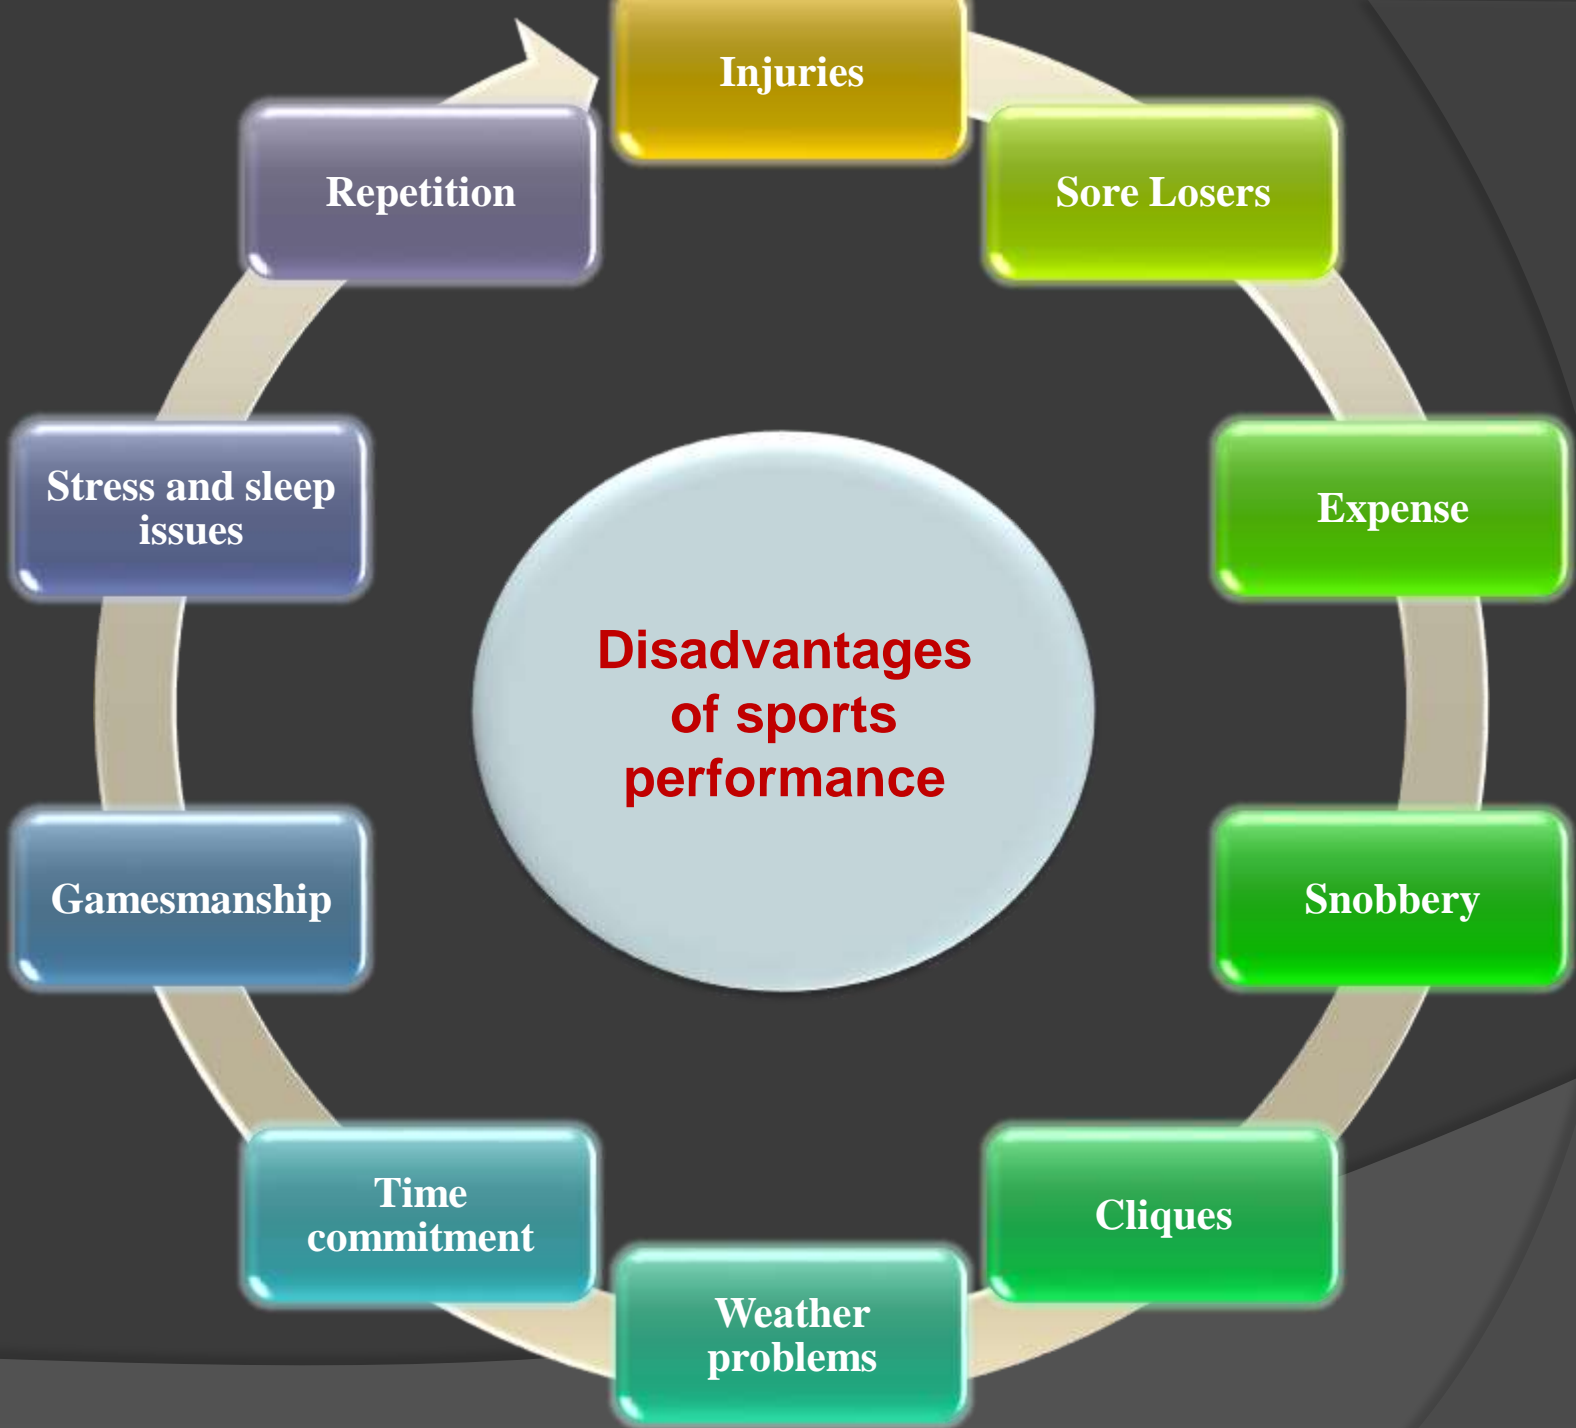 Injuries
Sore Losers
Expense
Snobbery
Cliques
Weather
problems
Time
commitment
Gamesmanship
Stress and sleep
issues
Repetition
Disadvantages
of sports
performance